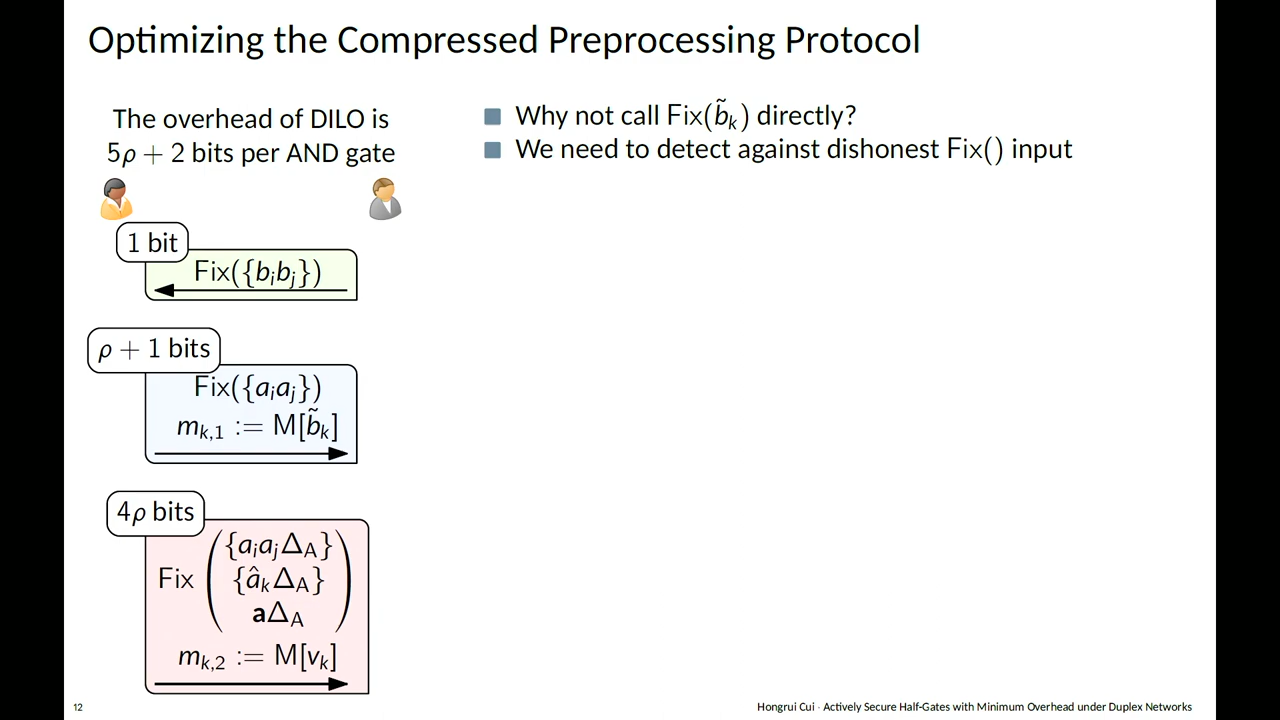 Optimizing the Compressed Preprocessing Protocol
The overhead of DILO is
5ρ + 2 bits per AND gate
■ Why not call Fix(b̃ₖ) directly?
■ We need to detect against dishonest Fix() input
1 bit
Fix({bᵢbⱼ})
ρ + 1 bits
Fix({aᵢaⱼ})
mₖ,₁ := M[b̃ₖ]
4ρ bits
{aᵢaⱼΔ_A}
Fix ( {âₖΔ_A} )
aΔ_A
mₖ,₂ := M[vₖ]
12
Hongrui Cui · Actively Secure Half-Gates with Minimum Overhead under Duplex Networks